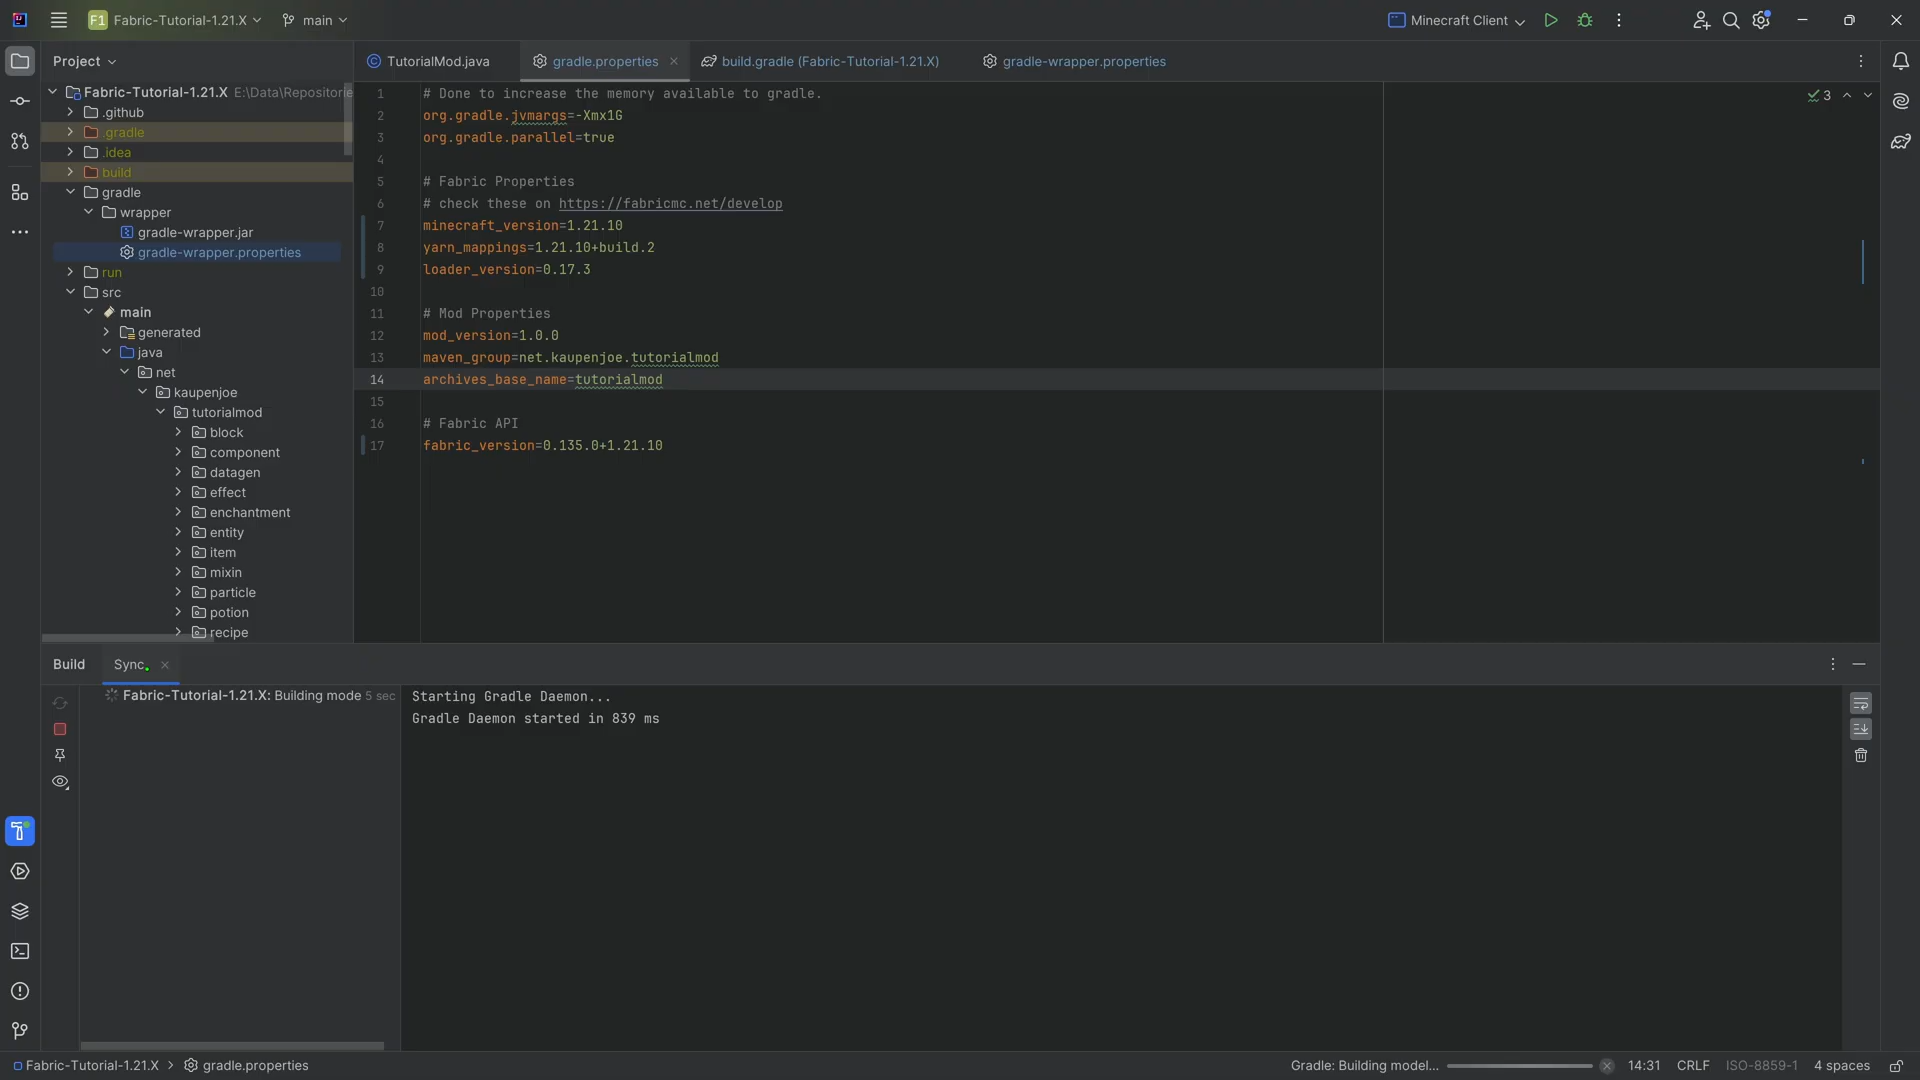 F1 Fabric-Tutorial-1.21.X main Minecraft Client
Project
TutorialMod.java gradle.properties build.gradle (Fabric-Tutorial-1.21.X) gradle-wrapper.properties
Fabric-Tutorial-1.21.X E:\Data\Repositorie
.github
.gradle
.idea
build
gradle
wrapper
gradle-wrapper.jar
gradle-wrapper.properties
run
src
main
generated
java
net
kaupenjoe
tutorialmod
block
component
datagen
effect
enchantment
entity
item
mixin
particle
potion
recipe
1 # Done to increase the memory available to gradle.
2 org.gradle.jvmargs=-Xmx1G
3 org.gradle.parallel=true
4
5 # Fabric Properties
6 # check these on https://fabricmc.net/develop
7 minecraft_version=1.21.10
8 yarn_mappings=1.21.10+build.2
9 loader_version=0.17.3
10
11 # Mod Properties
12 mod_version=1.0.0
13 maven_group=net.kaupenjoe.tutorialmod
14 archives_base_name=tutorialmod
15
16 # Fabric API
17 fabric_version=0.135.0+1.21.10
3
Build Sync
Fabric-Tutorial-1.21.X: Building mode 5 sec
Starting Gradle Daemon...
Gradle Daemon started in 839 ms
Fabric-Tutorial-1.21.X > gradle.properties
Gradle: Building model... 14:31 CRLF ISO-8859-1 4 spaces